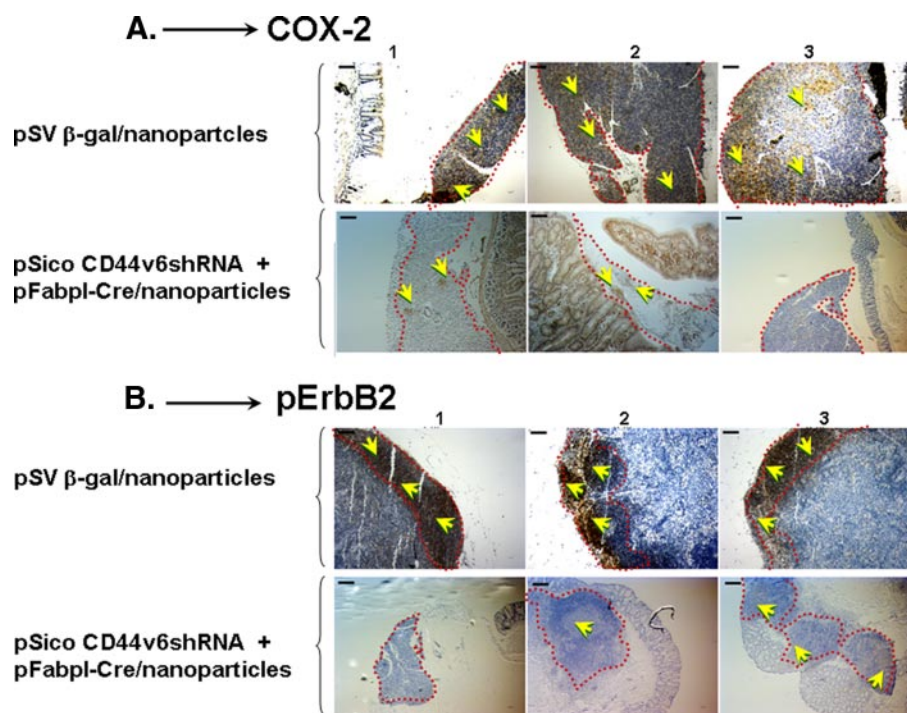 A. COX-2
1 2 3
pSV β-gal/nanopartcles
pSico CD44v6shRNA +
pFabpl-Cre/nanoparticles
B. pErbB2
1 2 3
pSV β-gal/nanoparticles
pSico CD44v6shRNA +
pFabpl-Cre/nanoparticles